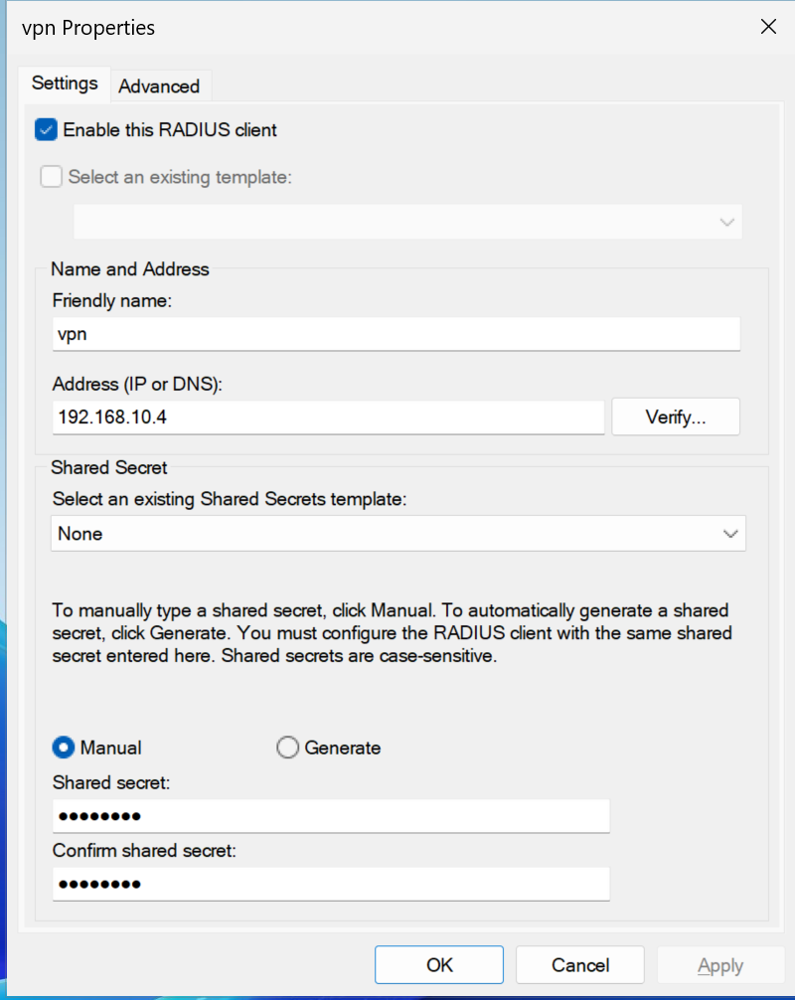 vpn Properties
Settings
Advanced
Enable this RADIUS client
Select an existing template:
Name and Address
Friendly name:
vpn
Address (IP or DNS):
192.168.10.4
Verify...
Shared Secret
Select an existing Shared Secrets template:
None
To manually type a shared secret, click Manual. To automatically generate a shared
secret, click Generate. You must configure the RADIUS client with the same shared
secret entered here. Shared secrets are case-sensitive.
Manual
Generate
Shared secret:
●●●●●●●●
Confirm shared secret:
●●●●●●●●
OK
Cancel
Apply